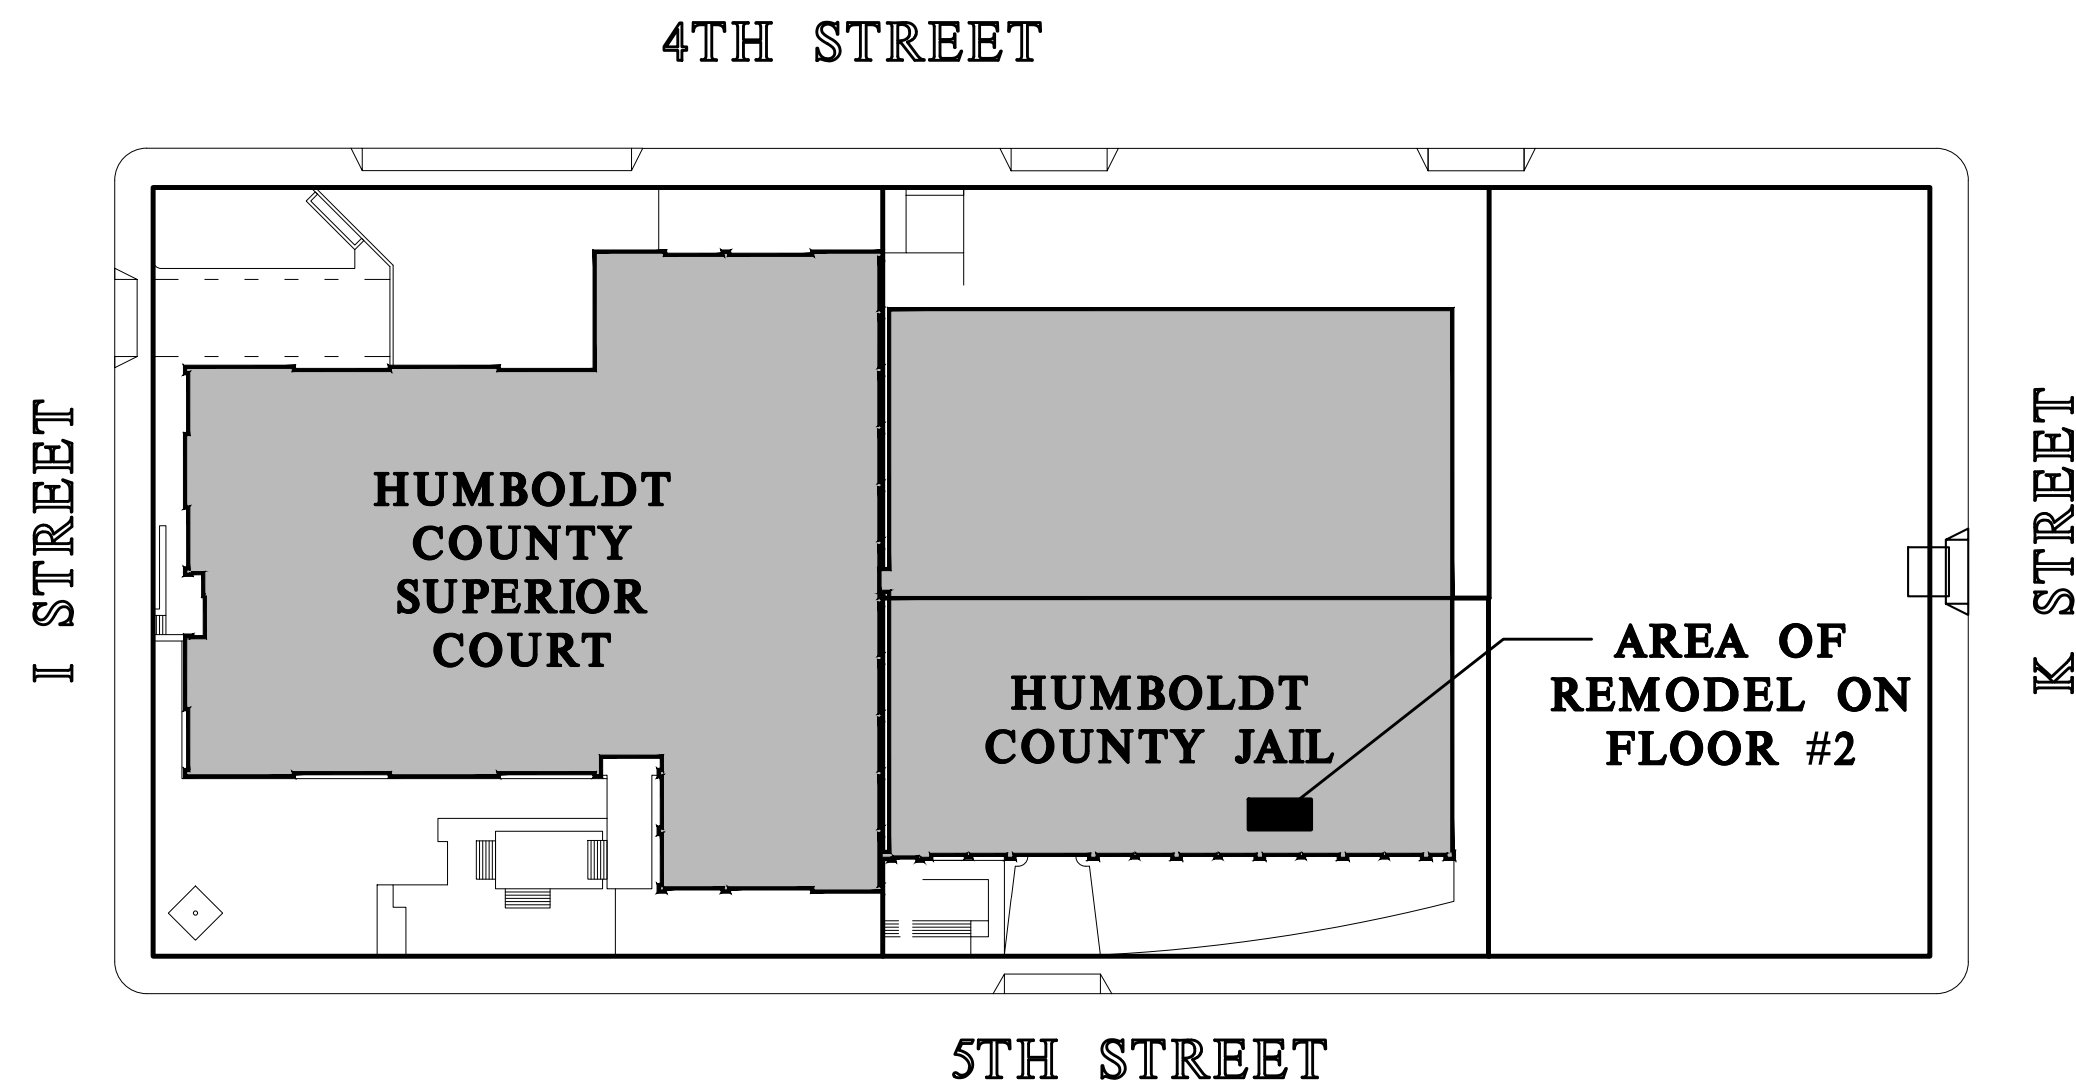 4TH STREET
I STREET
HUMBOLDT
COUNTY
SUPERIOR
COURT
HUMBOLDT
COUNTY JAIL
AREA OF
REMODEL ON
FLOOR #2
K STREET
5TH STREET